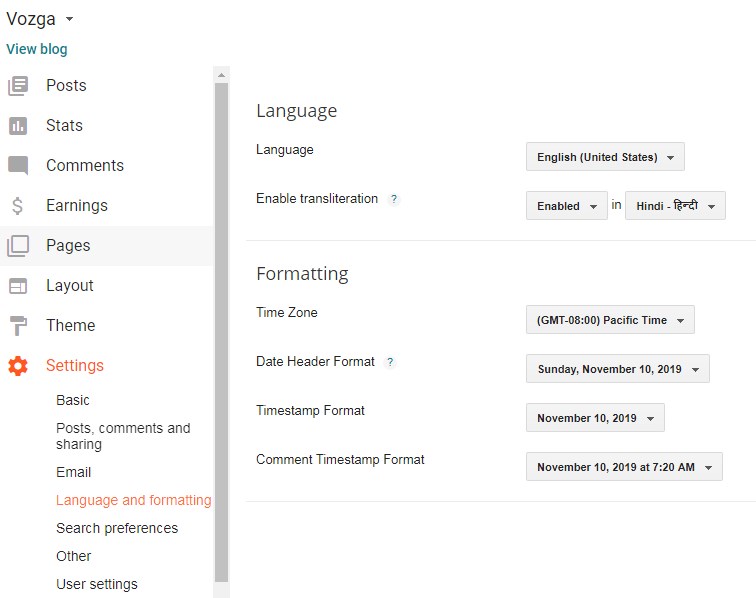 Vozga
View blog
Posts
Stats
Comments
Earnings
Pages
Layout
Theme
Settings
Basic
Posts, comments and
sharing
Email
Language and formatting
Search preferences
Other
User settings
Language
Language English (United States)
Enable transliteration ? Enabled in Hindi - हिन्दी
Formatting
Time Zone (GMT-08:00) Pacific Time
Date Header Format ? Sunday, November 10, 2019
Timestamp Format November 10, 2019
Comment Timestamp Format November 10, 2019 at 7:20 AM